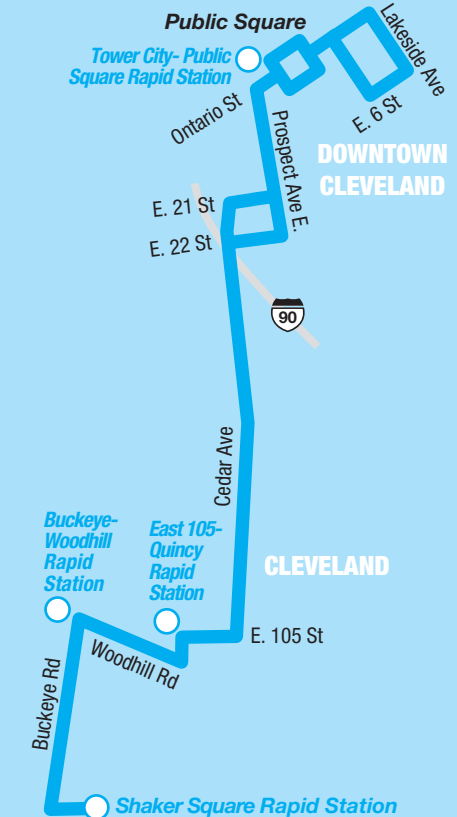 Public Square
Tower City- Public
Square Rapid Station
Lakeside Ave
Ontario St
E. 6 St
Prospect Ave E.
DOWNTOWN
CLEVELAND
E. 21 St
E. 22 St
90
Cedar Ave
Buckeye-
Woodhill
Rapid
Station
East 105-
Quincy
Rapid
Station
CLEVELAND
E. 105 St
Woodhill Rd
Buckeye Rd
Shaker Square Rapid Station